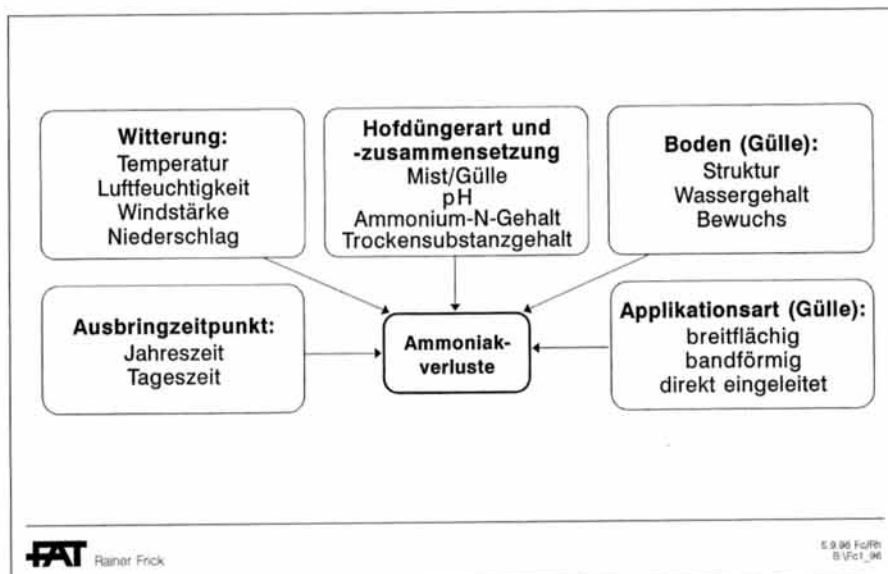 Witterung:
Temperatur
Luftfeuchtigkeit
Windstärke
Niederschlag
Hofdüngerart und
-zusammensetzung
Mist/Gülle
pH
Ammonium-N-Gehalt
Trockensubstanzgehalt
Boden (Gülle):
Struktur
Wassergehalt
Bewuchs
Ausbringzeitpunkt:
Jahreszeit
Tageszeit
Ammoniak-
verluste
Applikationsart (Gülle):
breitflächig
bandförmig
direkt eingeleitet
FAT Rainer Frick